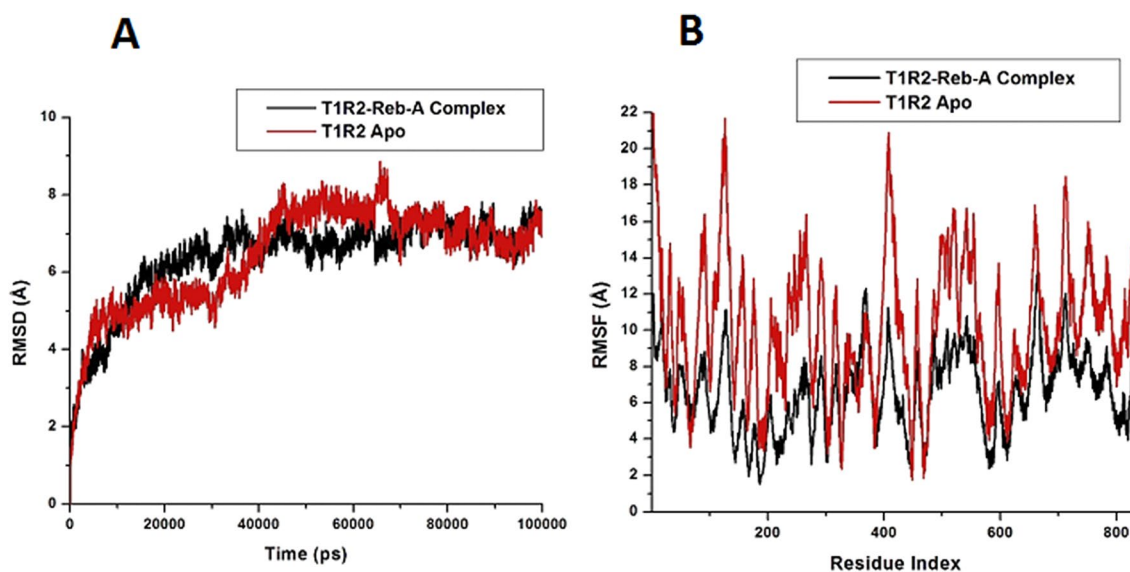 A
T1R2-Reb-A Complex
T1R2 Apo
10
8
6
4
2
0
RMSD (Å)
0 20000 40000 60000 80000 100000
Time (ps)
B
T1R2-Reb-A Complex
T1R2 Apo
22
20
18
16
14
12
10
8
6
4
2
0
RMSF (Å)
200 400 600 800
Residue Index